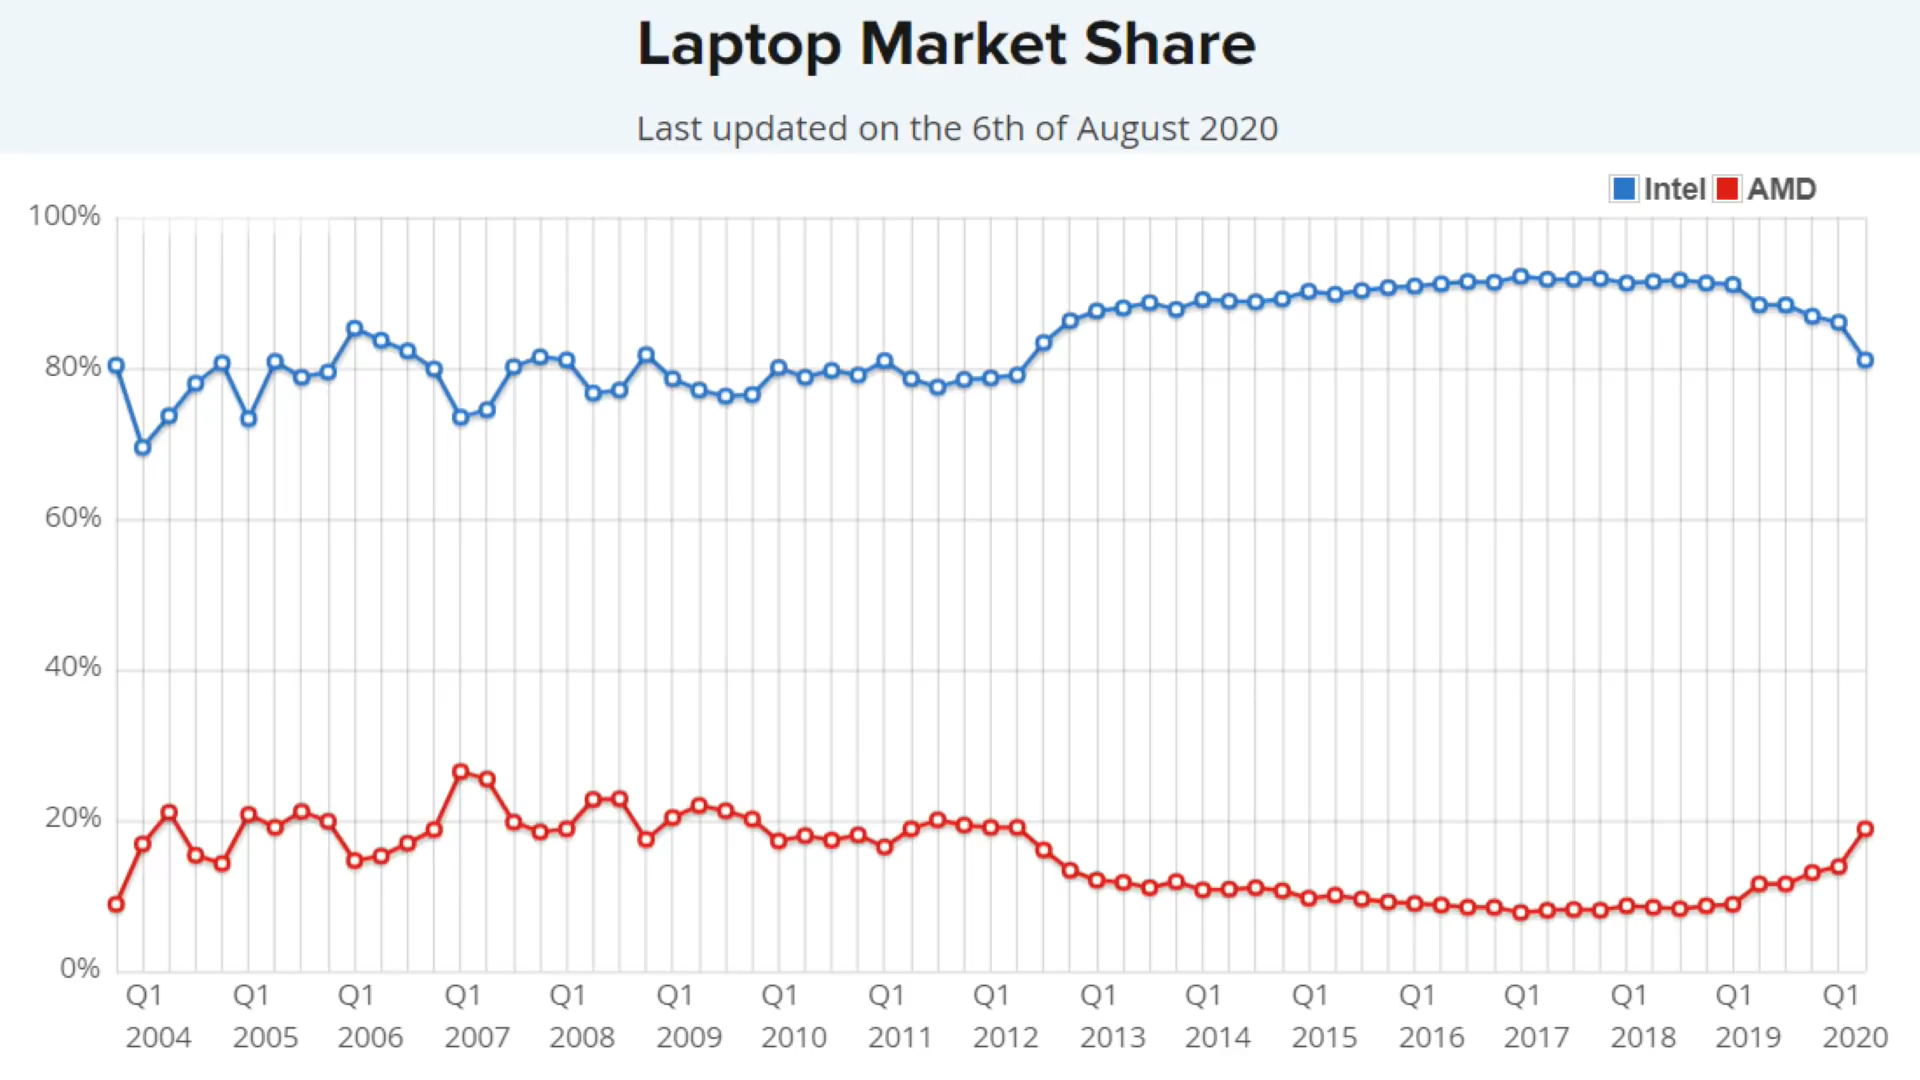 Laptop Market Share
Last updated on the 6th of August 2020
Intel AMD
100%
80%
60%
40%
20%
0%
Q1 Q1 Q1 Q1 Q1 Q1 Q1 Q1 Q1 Q1 Q1 Q1 Q1 Q1 Q1 Q1 Q1
2004 2005 2006 2007 2008 2009 2010 2011 2012 2013 2014 2015 2016 2017 2018 2019 2020